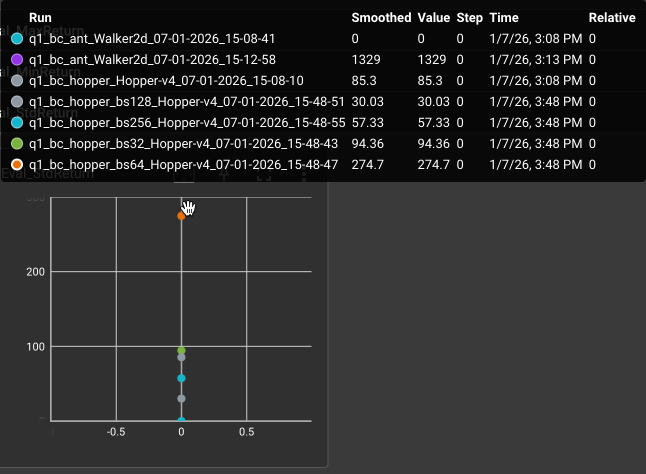 Run Smoothed Value Step Time Relative
q1_bc_ant_Walker2d_07-01-2026_15-08-41 0 0 0 1/7/26, 3:08 PM 0
q1_bc_ant_Walker2d_07-01-2026_15-12-58 1329 1329 0 1/7/26, 3:13 PM 0
q1_bc_hopper_Hopper-v4_07-01-2026_15-08-10 85.3 85.3 0 1/7/26, 3:08 PM 0
q1_bc_hopper_bs128_Hopper-v4_07-01-2026_15-48-51 30.03 30.03 0 1/7/26, 3:48 PM 0
q1_bc_hopper_bs256_Hopper-v4_07-01-2026_15-48-55 57.33 57.33 0 1/7/26, 3:48 PM 0
q1_bc_hopper_bs32_Hopper-v4_07-01-2026_15-48-43 94.36 94.36 0 1/7/26, 3:48 PM 0
q1_bc_hopper_bs64_Hopper-v4_07-01-2026_15-48-47 274.7 274.7 0 1/7/26, 3:48 PM 0
Eval_StdReturn
300
200
100
-0.5 0 0.5